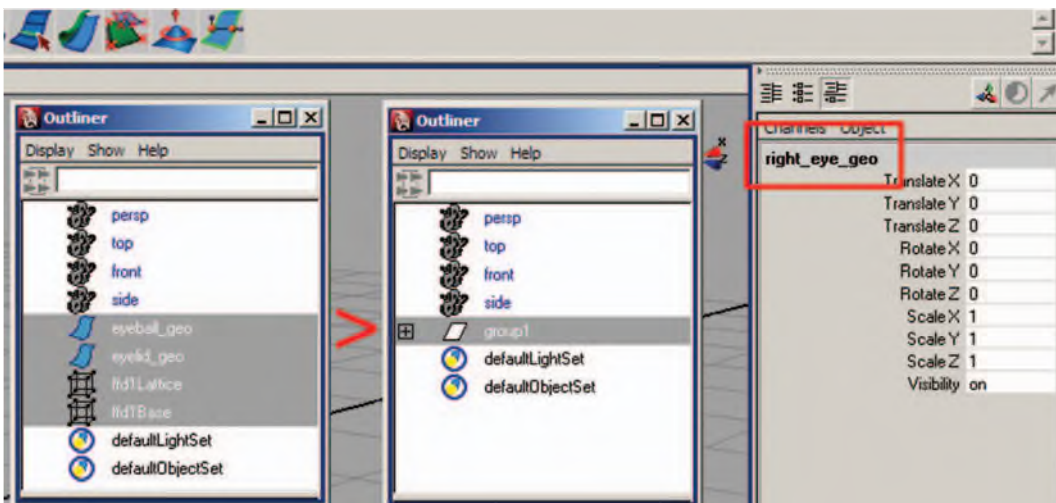 Outliner
Display Show Help
persp
top
front
side
eyeball_geo
eyelid_geo
ffd1Lattice
ffd1Base
defaultLightSet
defaultObjectSet
>
Outliner
Display Show Help
persp
top
front
side
group1
defaultLightSet
defaultObjectSet
x
z
Channels Object
right_eye_geo
Translate X 0
Translate Y 0
Translate Z 0
Rotate X 0
Rotate Y 0
Rotate Z 0
Scale X 1
Scale Y 1
Scale Z 1
Visibility on